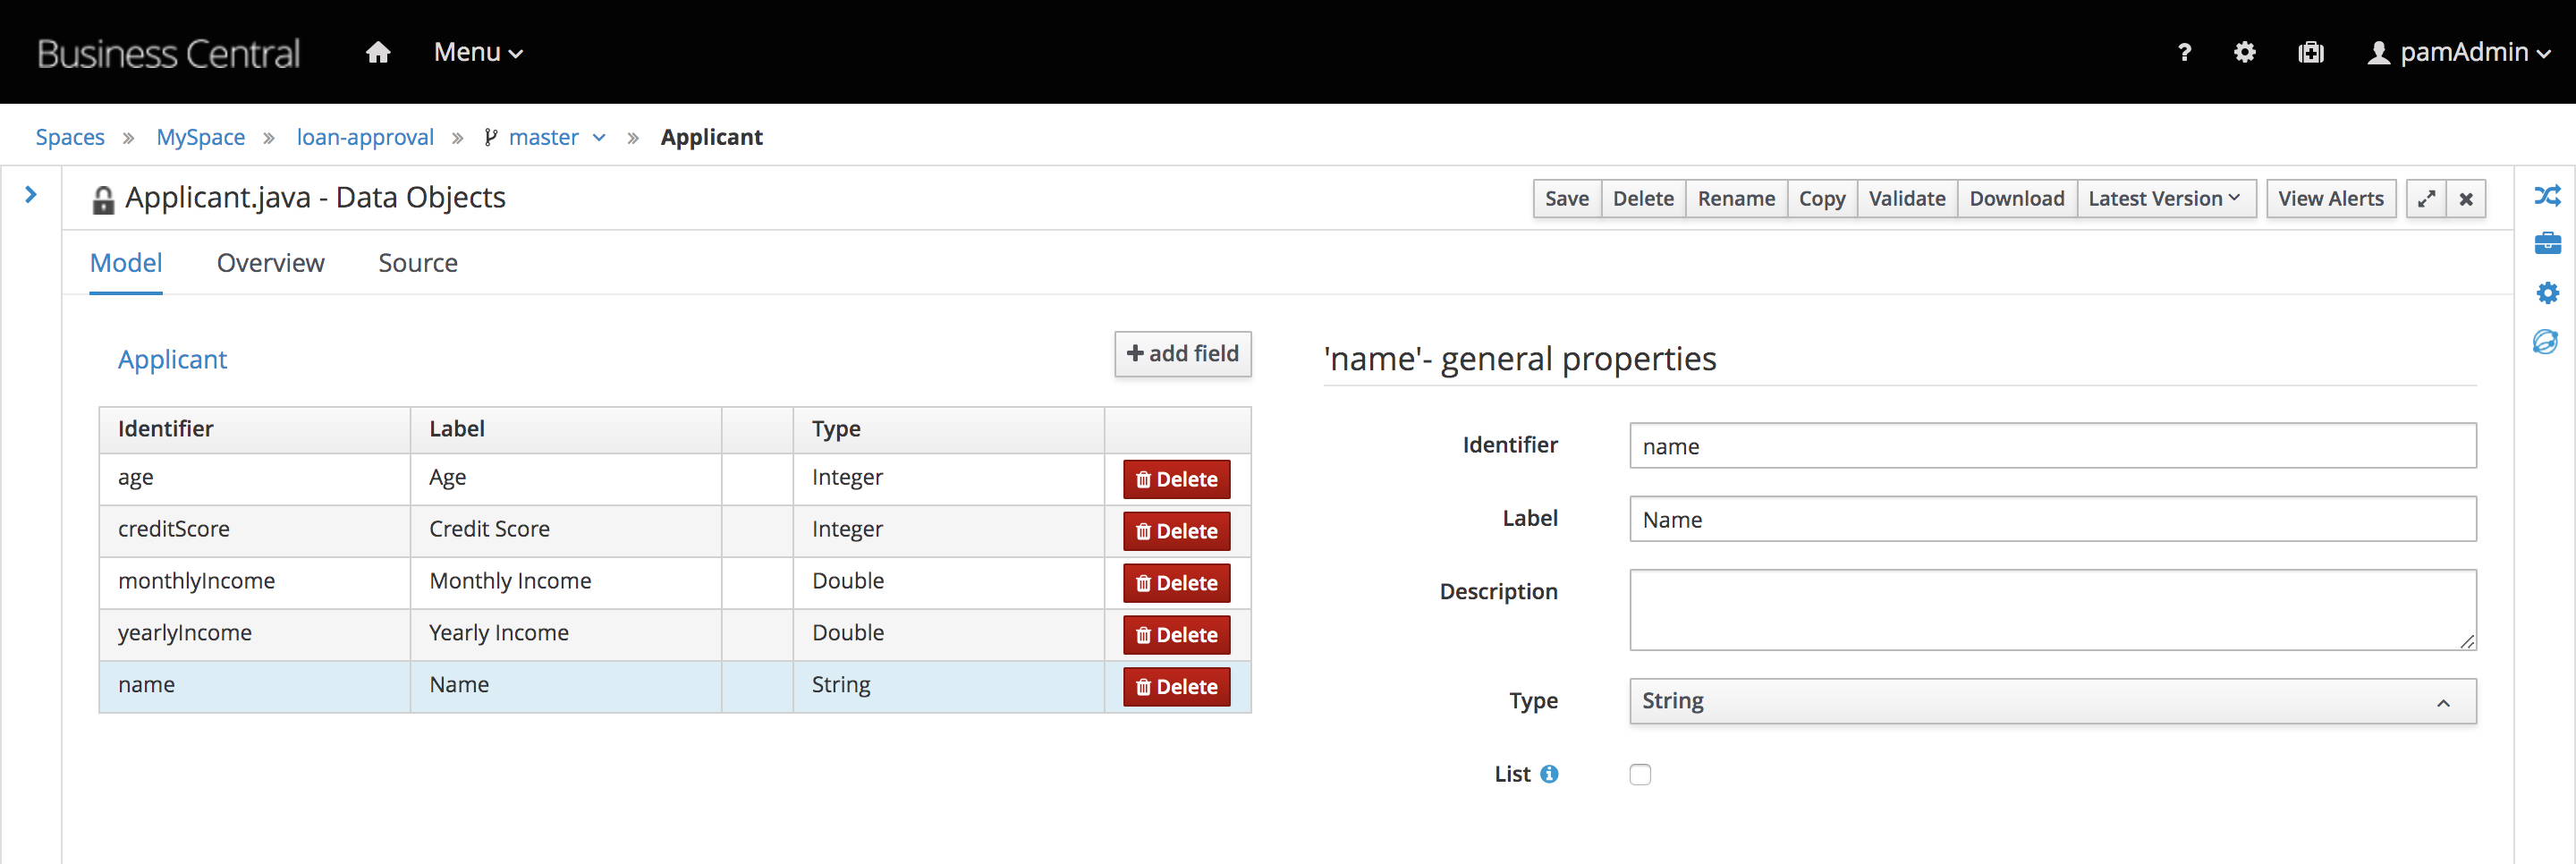 Business Central Menu ? pamAdmin
Spaces » MySpace » loan-approval » master » Applicant
Applicant.java - Data Objects
Save Delete Rename Copy Validate Download Latest Version View Alerts
Model Overview Source
Applicant
+ add field
Identifier Label Type
age Age Integer Delete
creditScore Credit Score Integer Delete
monthlyIncome Monthly Income Double Delete
yearlyIncome Yearly Income Double Delete
name Name String Delete
'name'- general properties
Identifier name
Label Name
Description
Type String
List